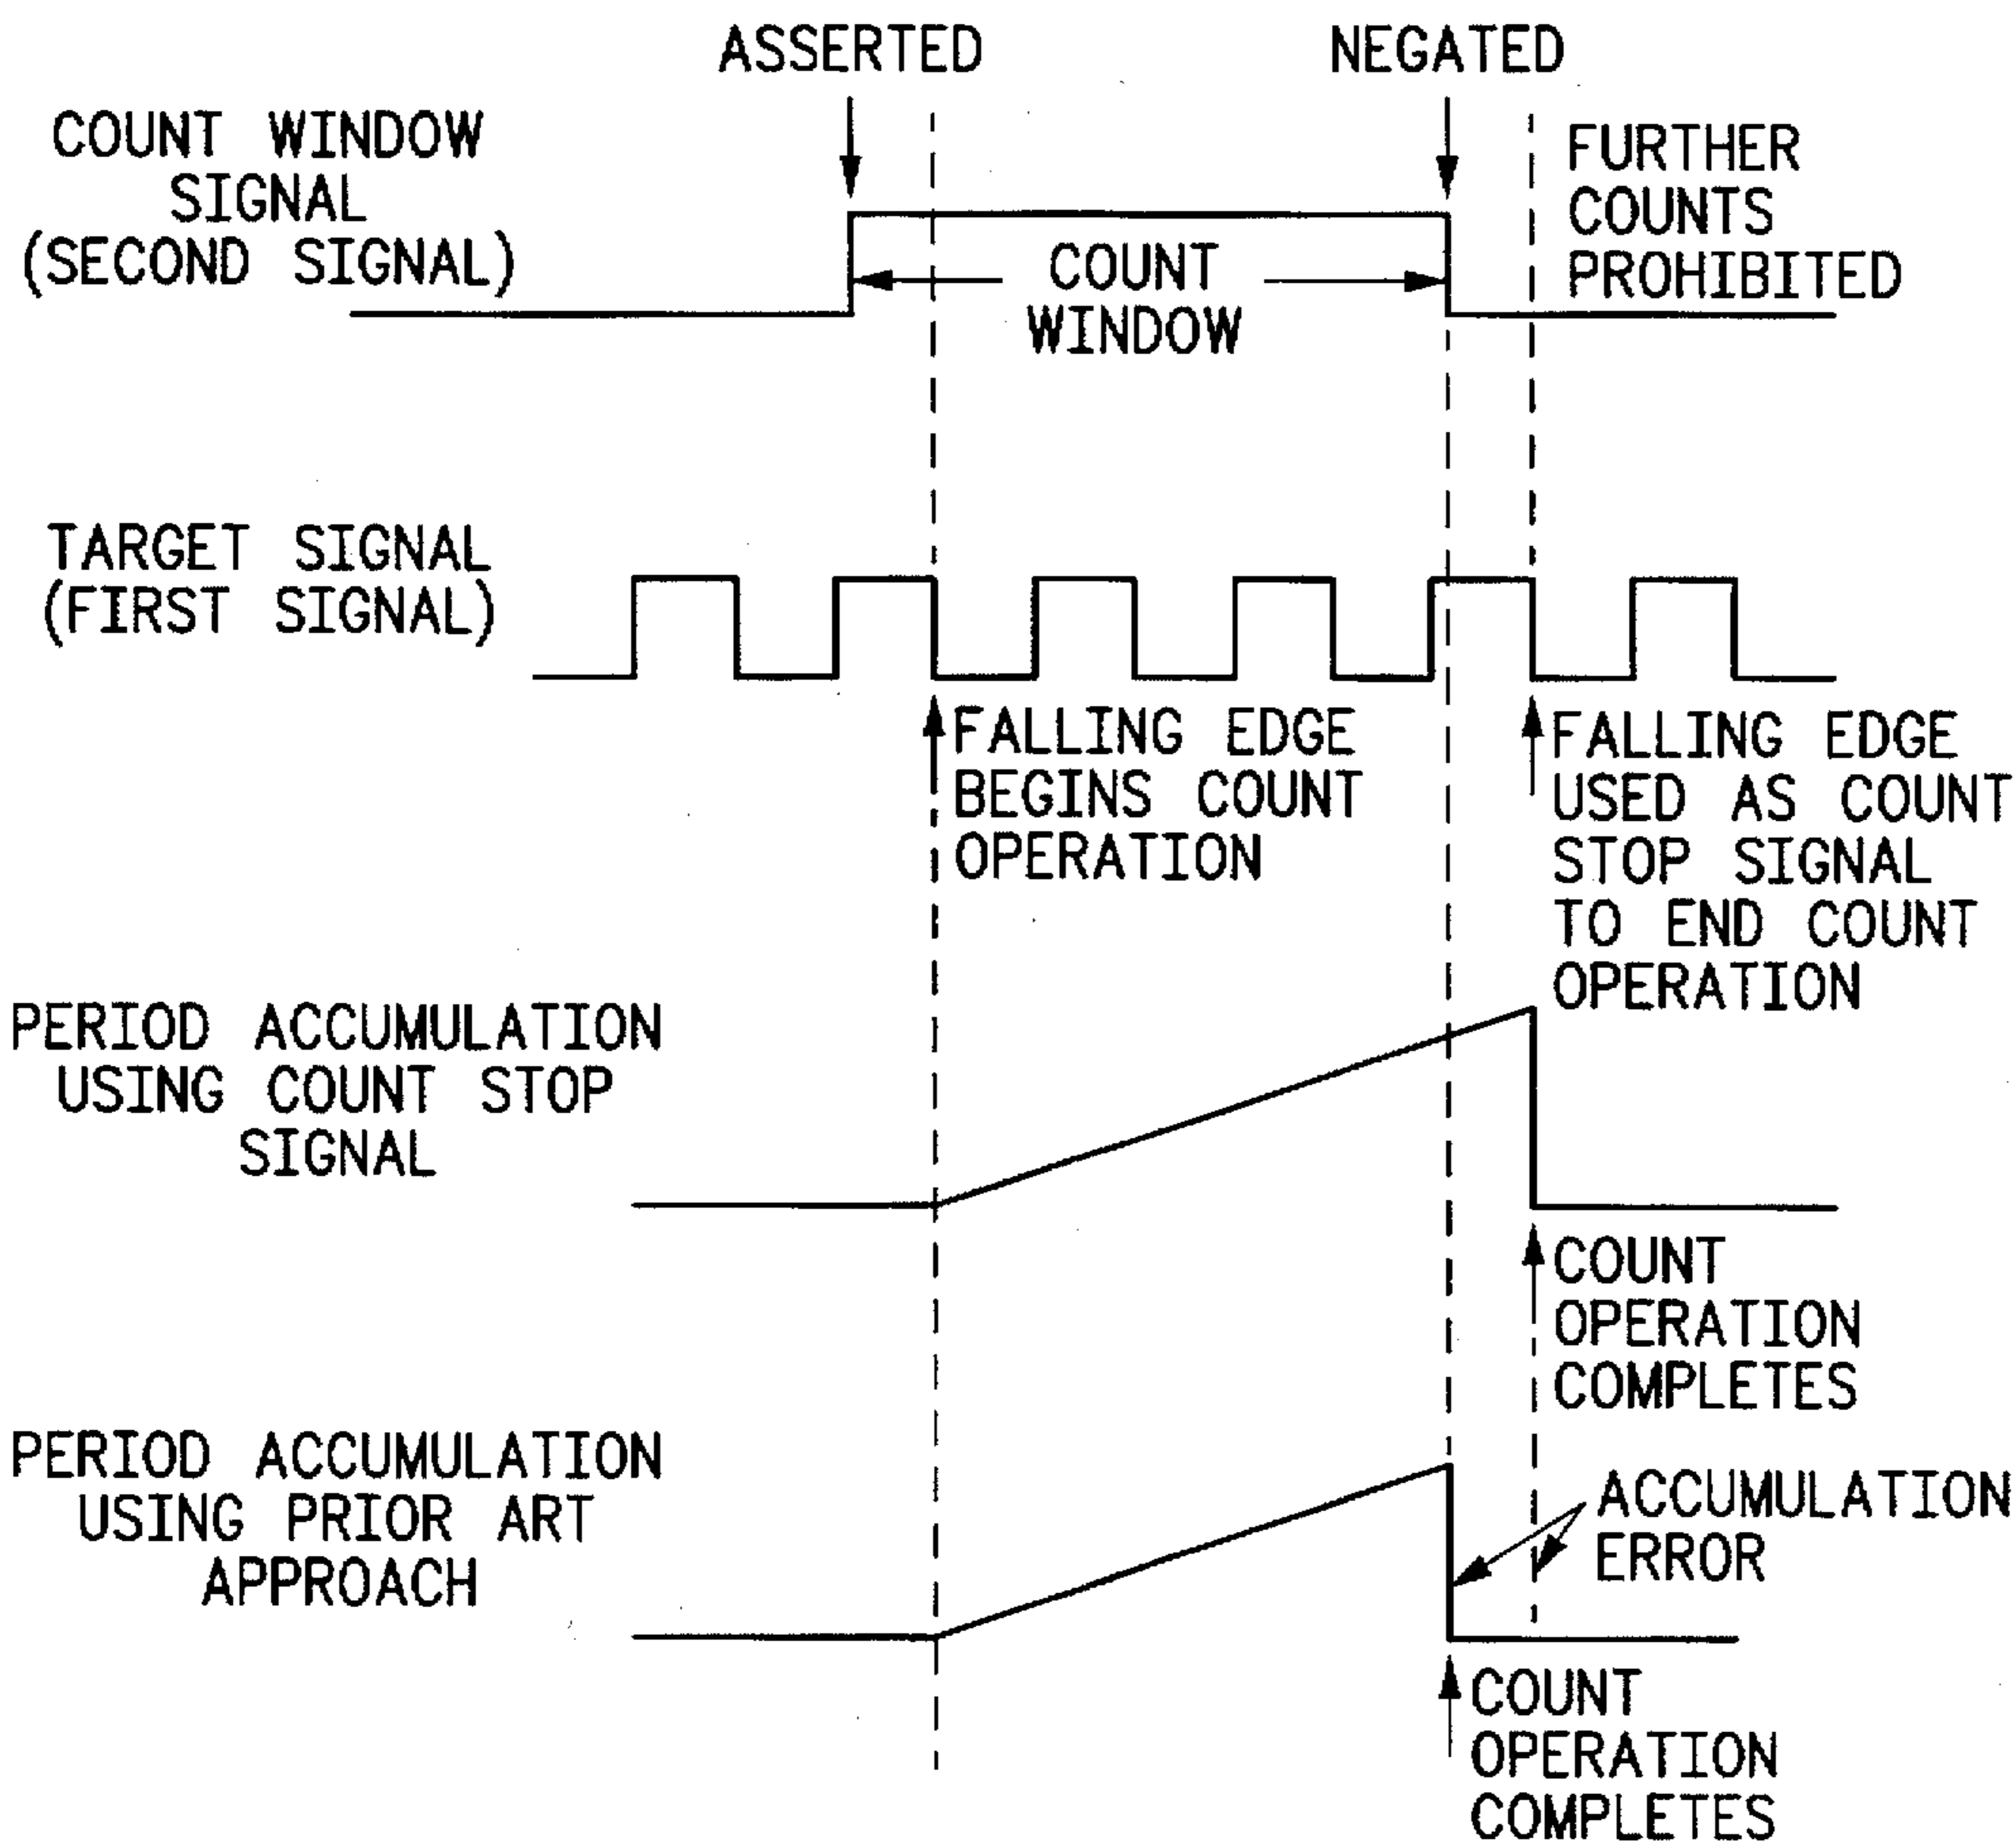 ASSERTED
NEGATED
COUNT WINDOW
SIGNAL
(SECOND SIGNAL)
FURTHER
COUNTS
PROHIBITED
COUNT
WINDOW
TARGET SIGNAL
(FIRST SIGNAL)
FALLING EDGE
BEGINS COUNT
OPERATION
FALLING EDGE
USED AS COUNT
STOP SIGNAL
TO END COUNT
OPERATION
PERIOD ACCUMULATION
USING COUNT STOP
SIGNAL
COUNT
OPERATION
COMPLETES
PERIOD ACCUMULATION
USING PRIOR ART
APPROACH
ACCUMULATION
ERROR
COUNT
OPERATION
COMPLETES